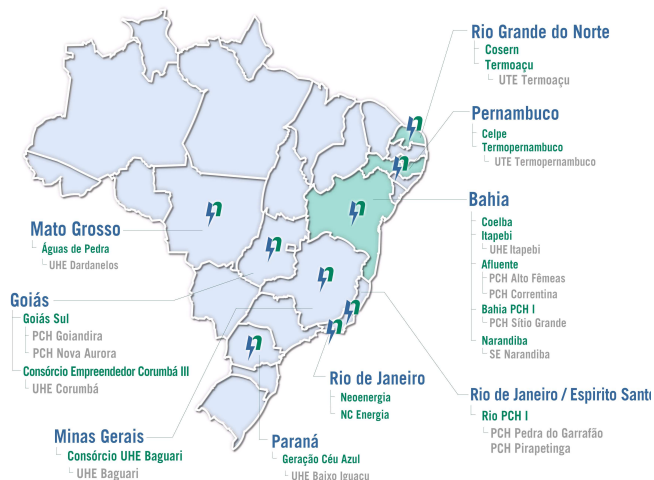 Rio Grande do Norte
Cosern
Termoaçu
UTE Termoaçu
Pernambuco
Celpe
Termopernambuco
UTE Termopernambuco
Bahia
Coelba
Itapebi
UHE Itapebi
Afluente
PCH Alto Fêmeas
PCH Correntina
Bahia PCH I
PCH Sítio Grande
Narandiba
SE Narandiba
Mato Grosso
Águas de Pedra
UHE Dardanelos
Goiás
Goiás Sul
PCH Goiandira
PCH Nova Aurora
Consórcio Empreendedor Corumbá III
UHE Corumbá
Minas Gerais
Consórcio UHE Baguari
UHE Baguari
Paraná
Geração Céu Azul
UHE Baixo Iguaçu
Rio de Janeiro
Neoenergia
NC Energia
Rio de Janeiro / Espirito Santo
Rio PCH I
PCH Pedra do Garrafão
PCH Pirapetinga